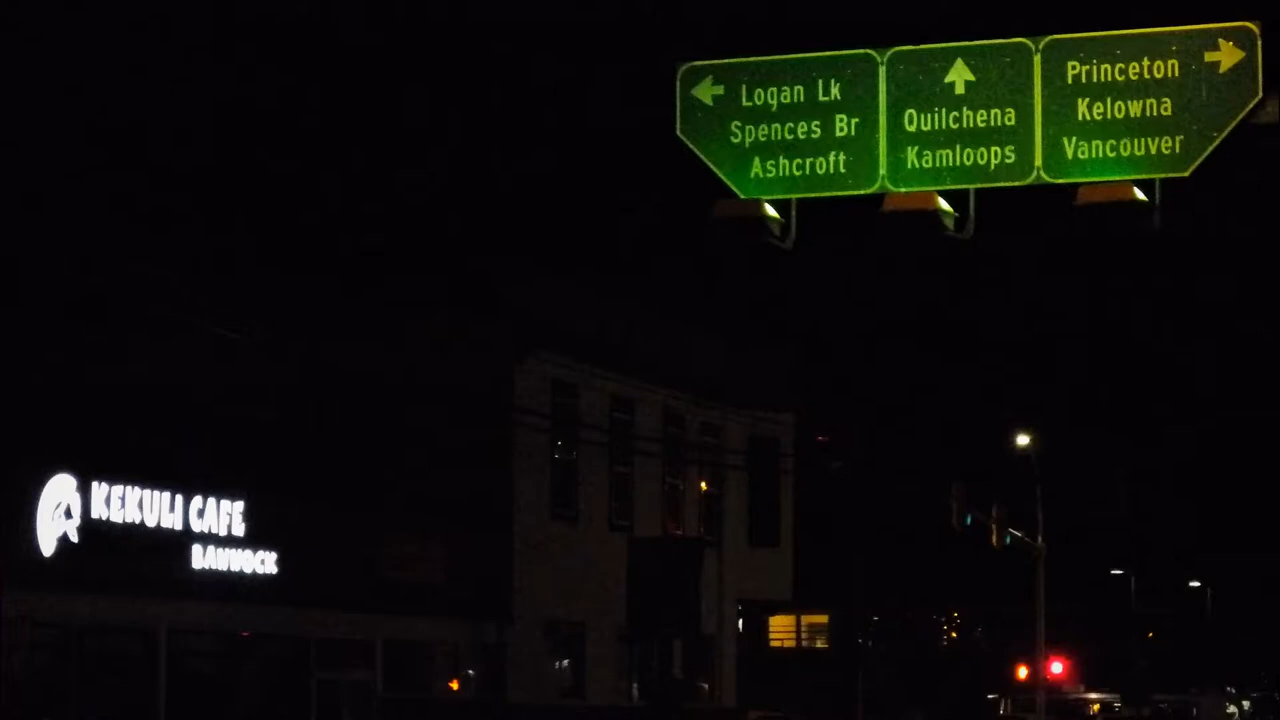 Logan Lk
Spences Br
Ashcroft
Quilchena
Kamloops
Princeton
Kelowna
Vancouver
KEKULI CAFE
BANNOCK